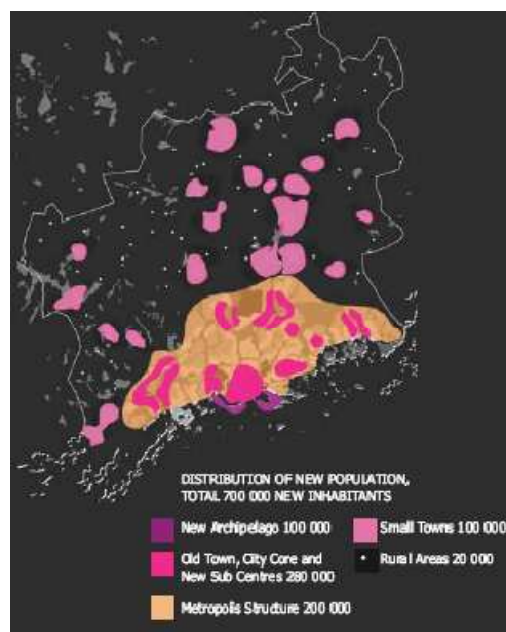 DISTRIBUTION OF NEW POPULATION,
TOTAL 700 000 NEW INHABITANTS
New Archipelago 100 000
Small Towns 100 000
Old Town, City Core and
New Sub Centres 280 000
Rural Areas 20 000
Metropolis Structure 200 000